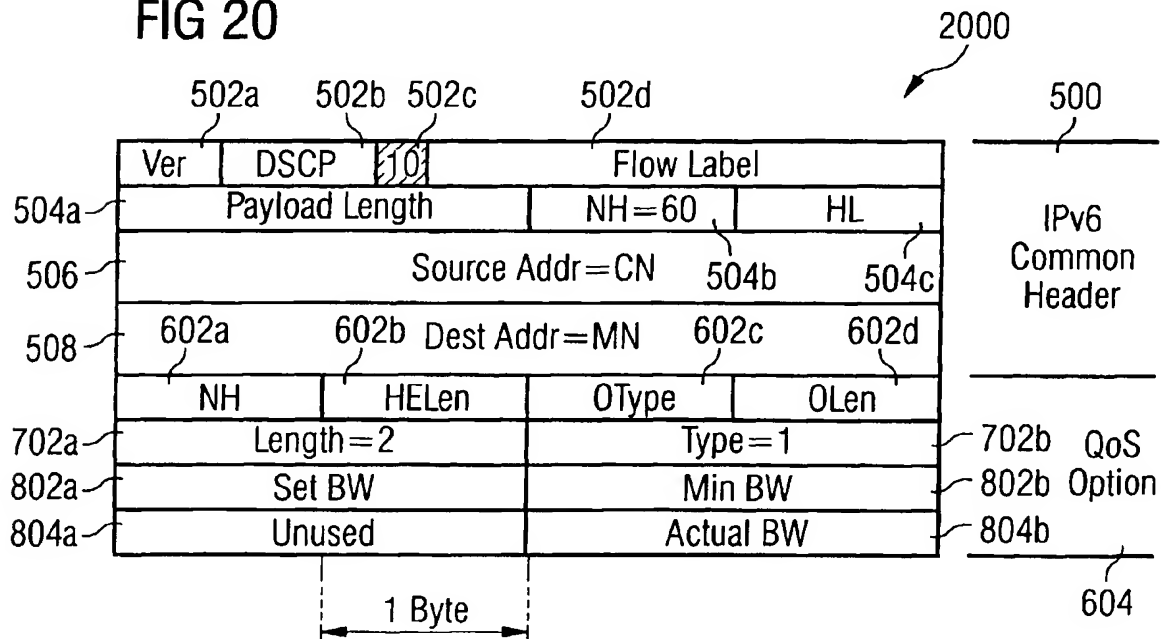 FIG 20
2000
502a 502b 502c 502d 500
Ver DSCP 10 Flow Label
504a Payload Length NH=60 HL
IPv6
Common
Header
506 Source Addr=CN 504b 504c
602a 602b 602c 602d
508 Dest Addr=MN
NH HELen OType OLen
702a Length=2 Type=1 702b QoS
802a Set BW Min BW 802b Option
804a Unused Actual BW 804b
1 Byte
604